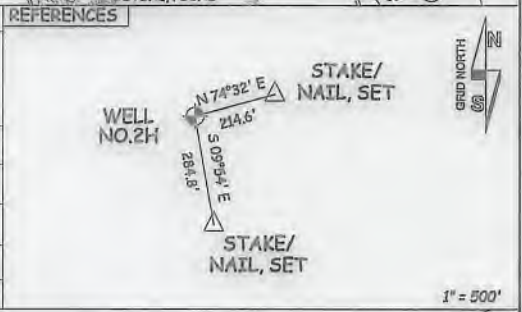 REFERENCES
N
GRID NORTH
S
STAKE/
NAIL, SET
N 74°32' E
214.6'
WELL
NO.2H
S 09°54' E
284.8'
STAKE/
NAIL, SET
1" = 500'